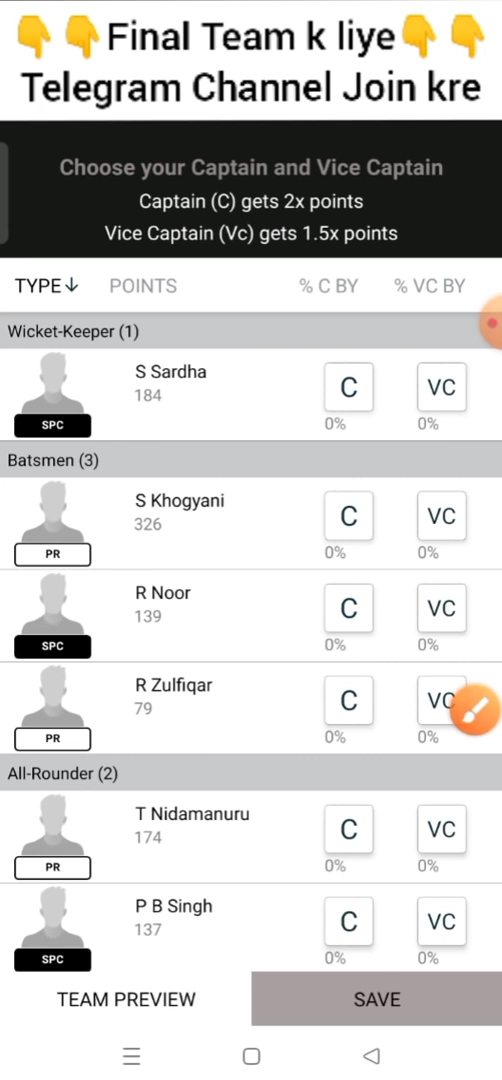 👇👇Final Team k liye👇👇
Telegram Channel Join kre
Choose your Captain and Vice Captain
Captain (C) gets 2x points
Vice Captain (Vc) gets 1.5x points
TYPE↓ POINTS % C BY % VC BY
Wicket-Keeper (1)
S Sardha
184
C VC
SPC
0% 0%
Batsmen (3)
S Khogyani
326
C VC
PR
0% 0%
R Noor
139
C VC
SPC
0% 0%
R Zulfiqar
79
C VC
PR
0% 0%
All-Rounder (2)
T Nidamanuru
174
C VC
PR
0% 0%
P B Singh
137
C VC
SPC
0% 0%
TEAM PREVIEW SAVE